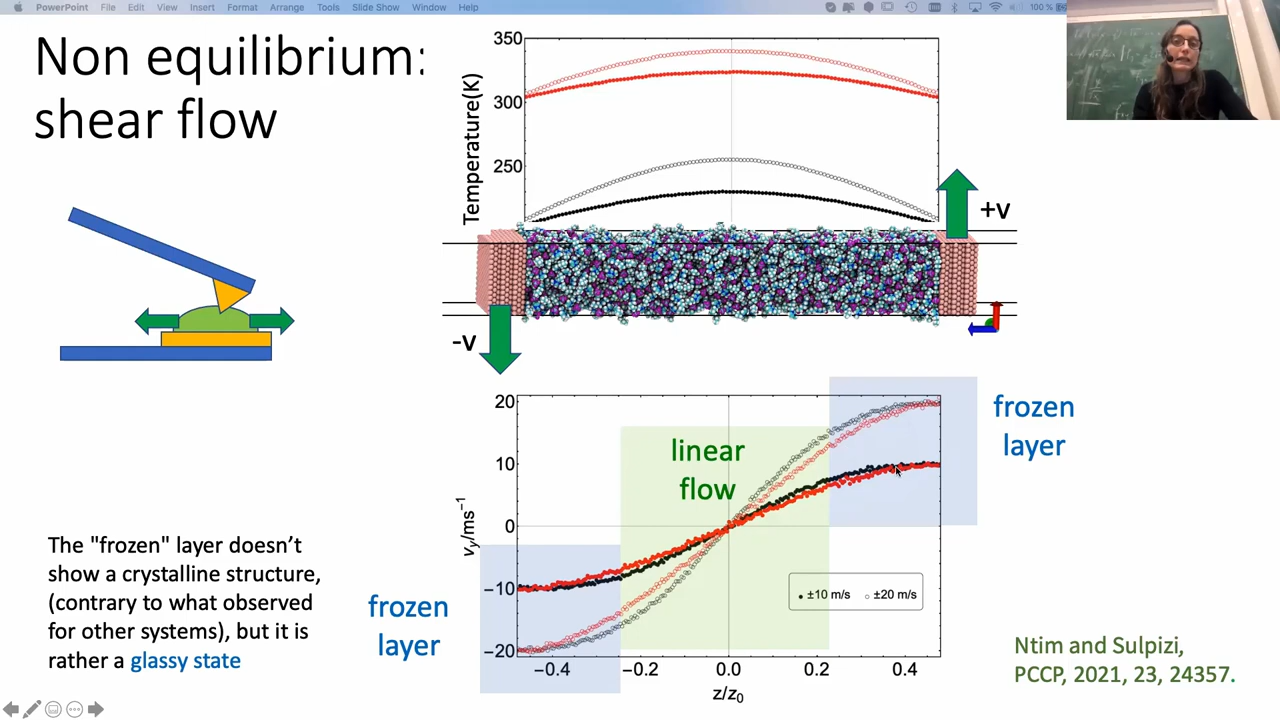 PowerPoint File Edit View Insert Format Arrange Tools Slide Show Window Help
100 %
Non equilibrium:
shear flow
350
300
250
Temperature(K)
+v
-v
20
10
0
−10
−20
vy/ms−1
−0.4 −0.2 0.0 0.2 0.4
z/z0
linear
flow
±10 m/s ±20 m/s
frozen
layer
frozen
layer
The "frozen" layer doesn’t
show a crystalline structure,
(contrary to what observed
for other systems), but it is
rather a glassy state
Ntim and Sulpizi,
PCCP, 2021, 23, 24357.